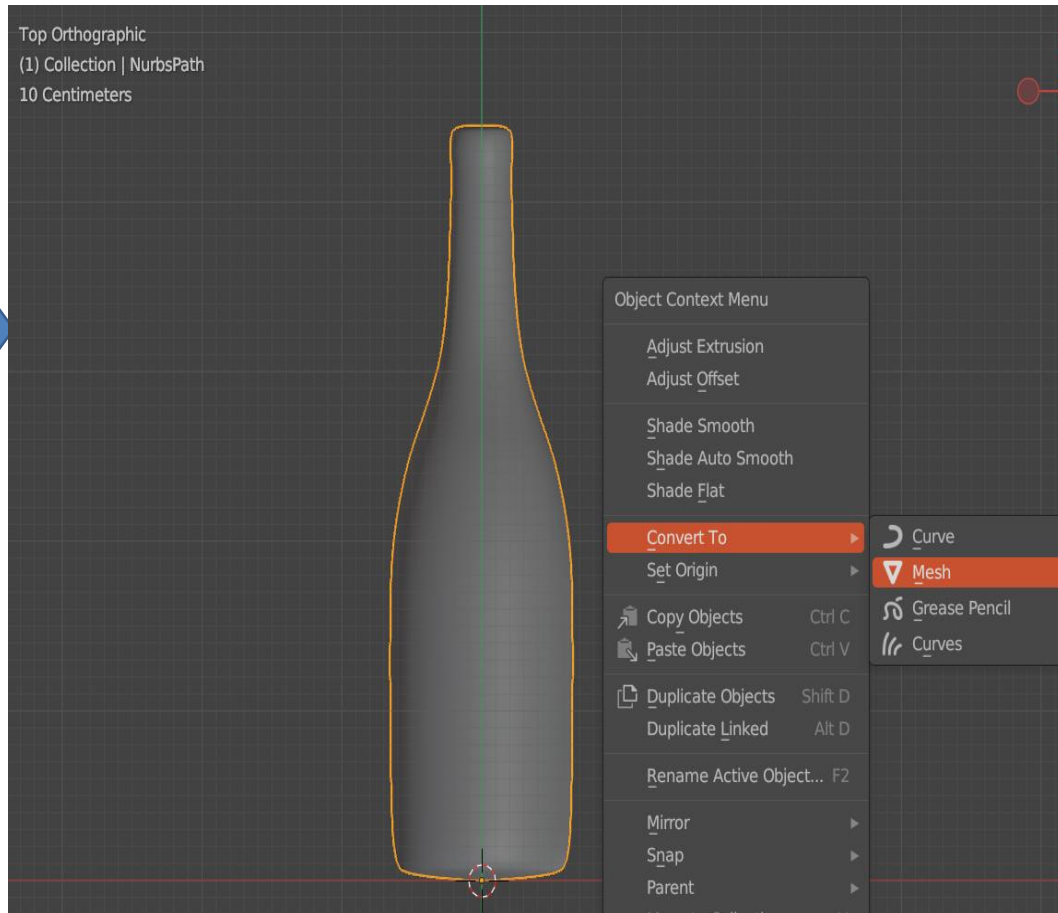 Top Orthographic
(1) Collection | NurbsPath
10 Centimeters
Object Context Menu
Adjust Extrusion
Adjust Offset
Shade Smooth
Shade Auto Smooth
Shade Flat
Convert To
Set Origin
Copy Objects Ctrl C
Paste Objects Ctrl V
Duplicate Objects Shift D
Duplicate Linked Alt D
Rename Active Object... F2
Mirror
Snap
Parent
Curve
Mesh
Grease Pencil
Curves